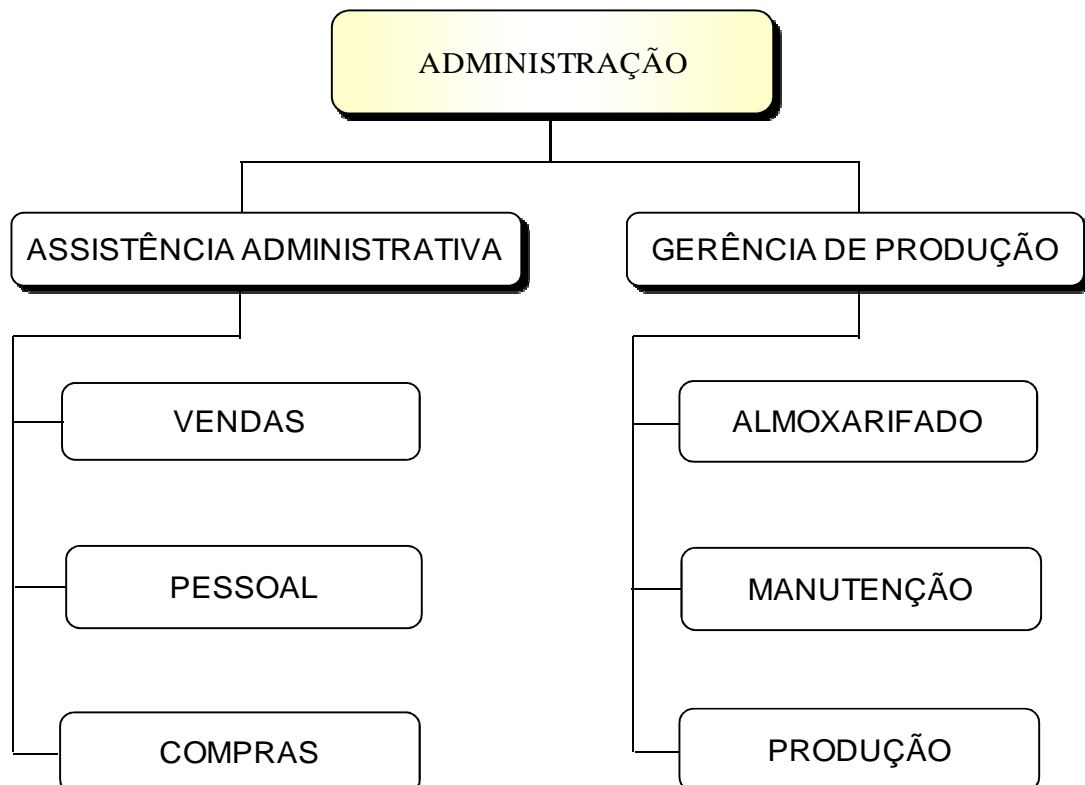 ADMINISTRAÇÃO
ASSISTÊNCIA ADMINISTRATIVA
GERÊNCIA DE PRODUÇÃO
VENDAS
ALMOXARIFADO
PESSOAL
MANUTENÇÃO
COMPRAS
PRODUÇÃO